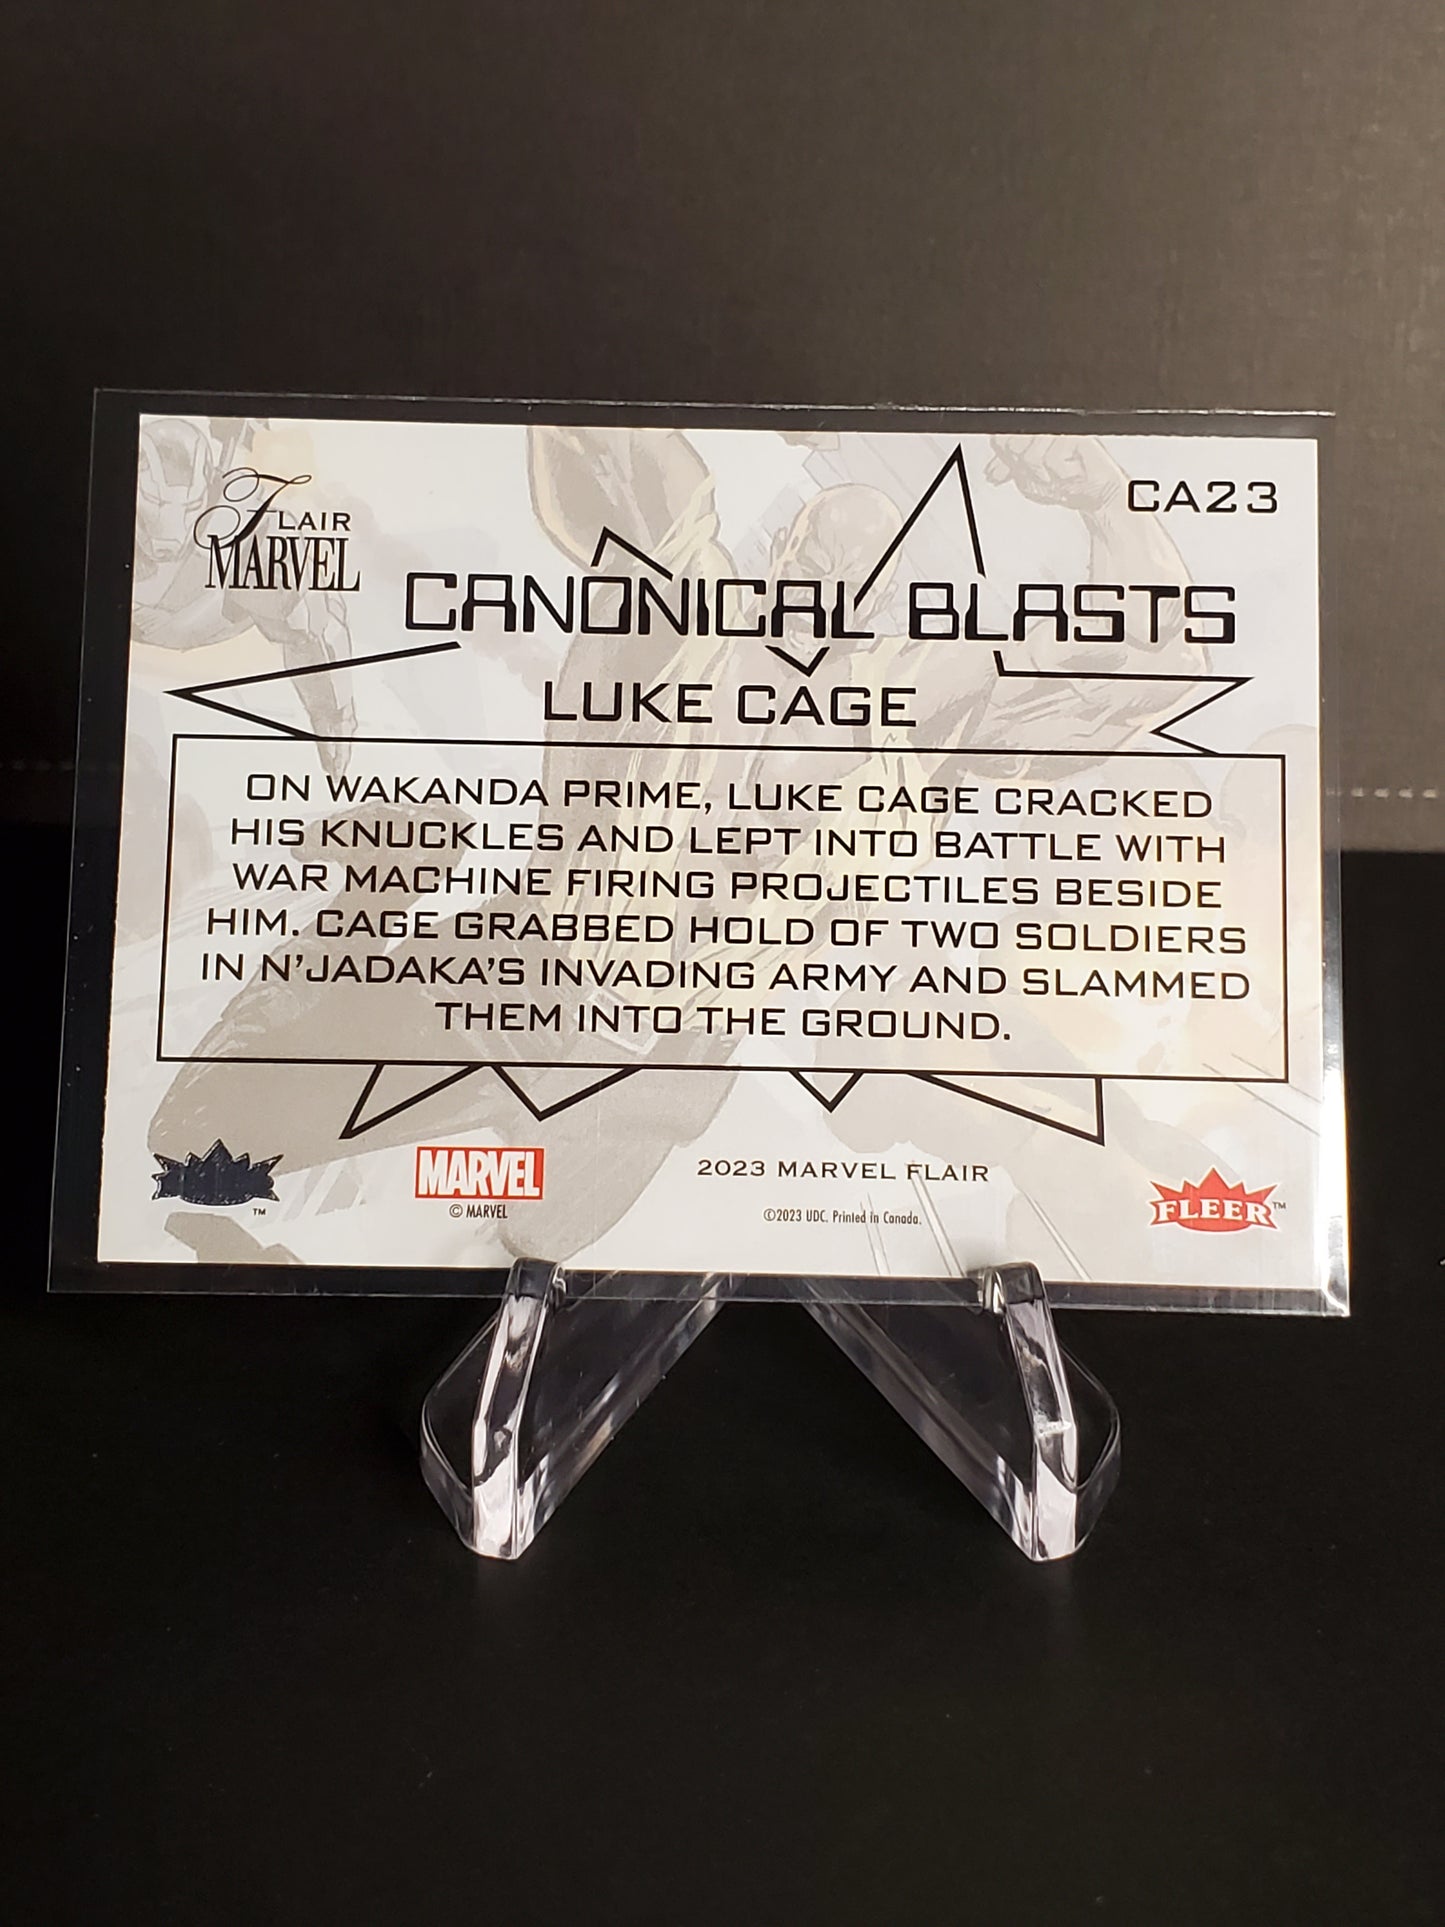 FLAIR
MARVEL
CA23
CANONICAL BLASTS
LUKE CAGE
ON WAKANDA PRIME, LUKE CAGE CRACKED
HIS KNUCKLES AND LEPT INTO BATTLE WITH
WAR MACHINE FIRING PROJECTILES BESIDE
HIM. CAGE GRABBED HOLD OF TWO SOLDIERS
IN N'JADAKA'S INVADING ARMY AND SLAMMED
THEM INTO THE GROUND.
™
MARVEL
© MARVEL
2023 MARVEL FLAIR
©2023 UDC. Printed in Canada.
FLEER™